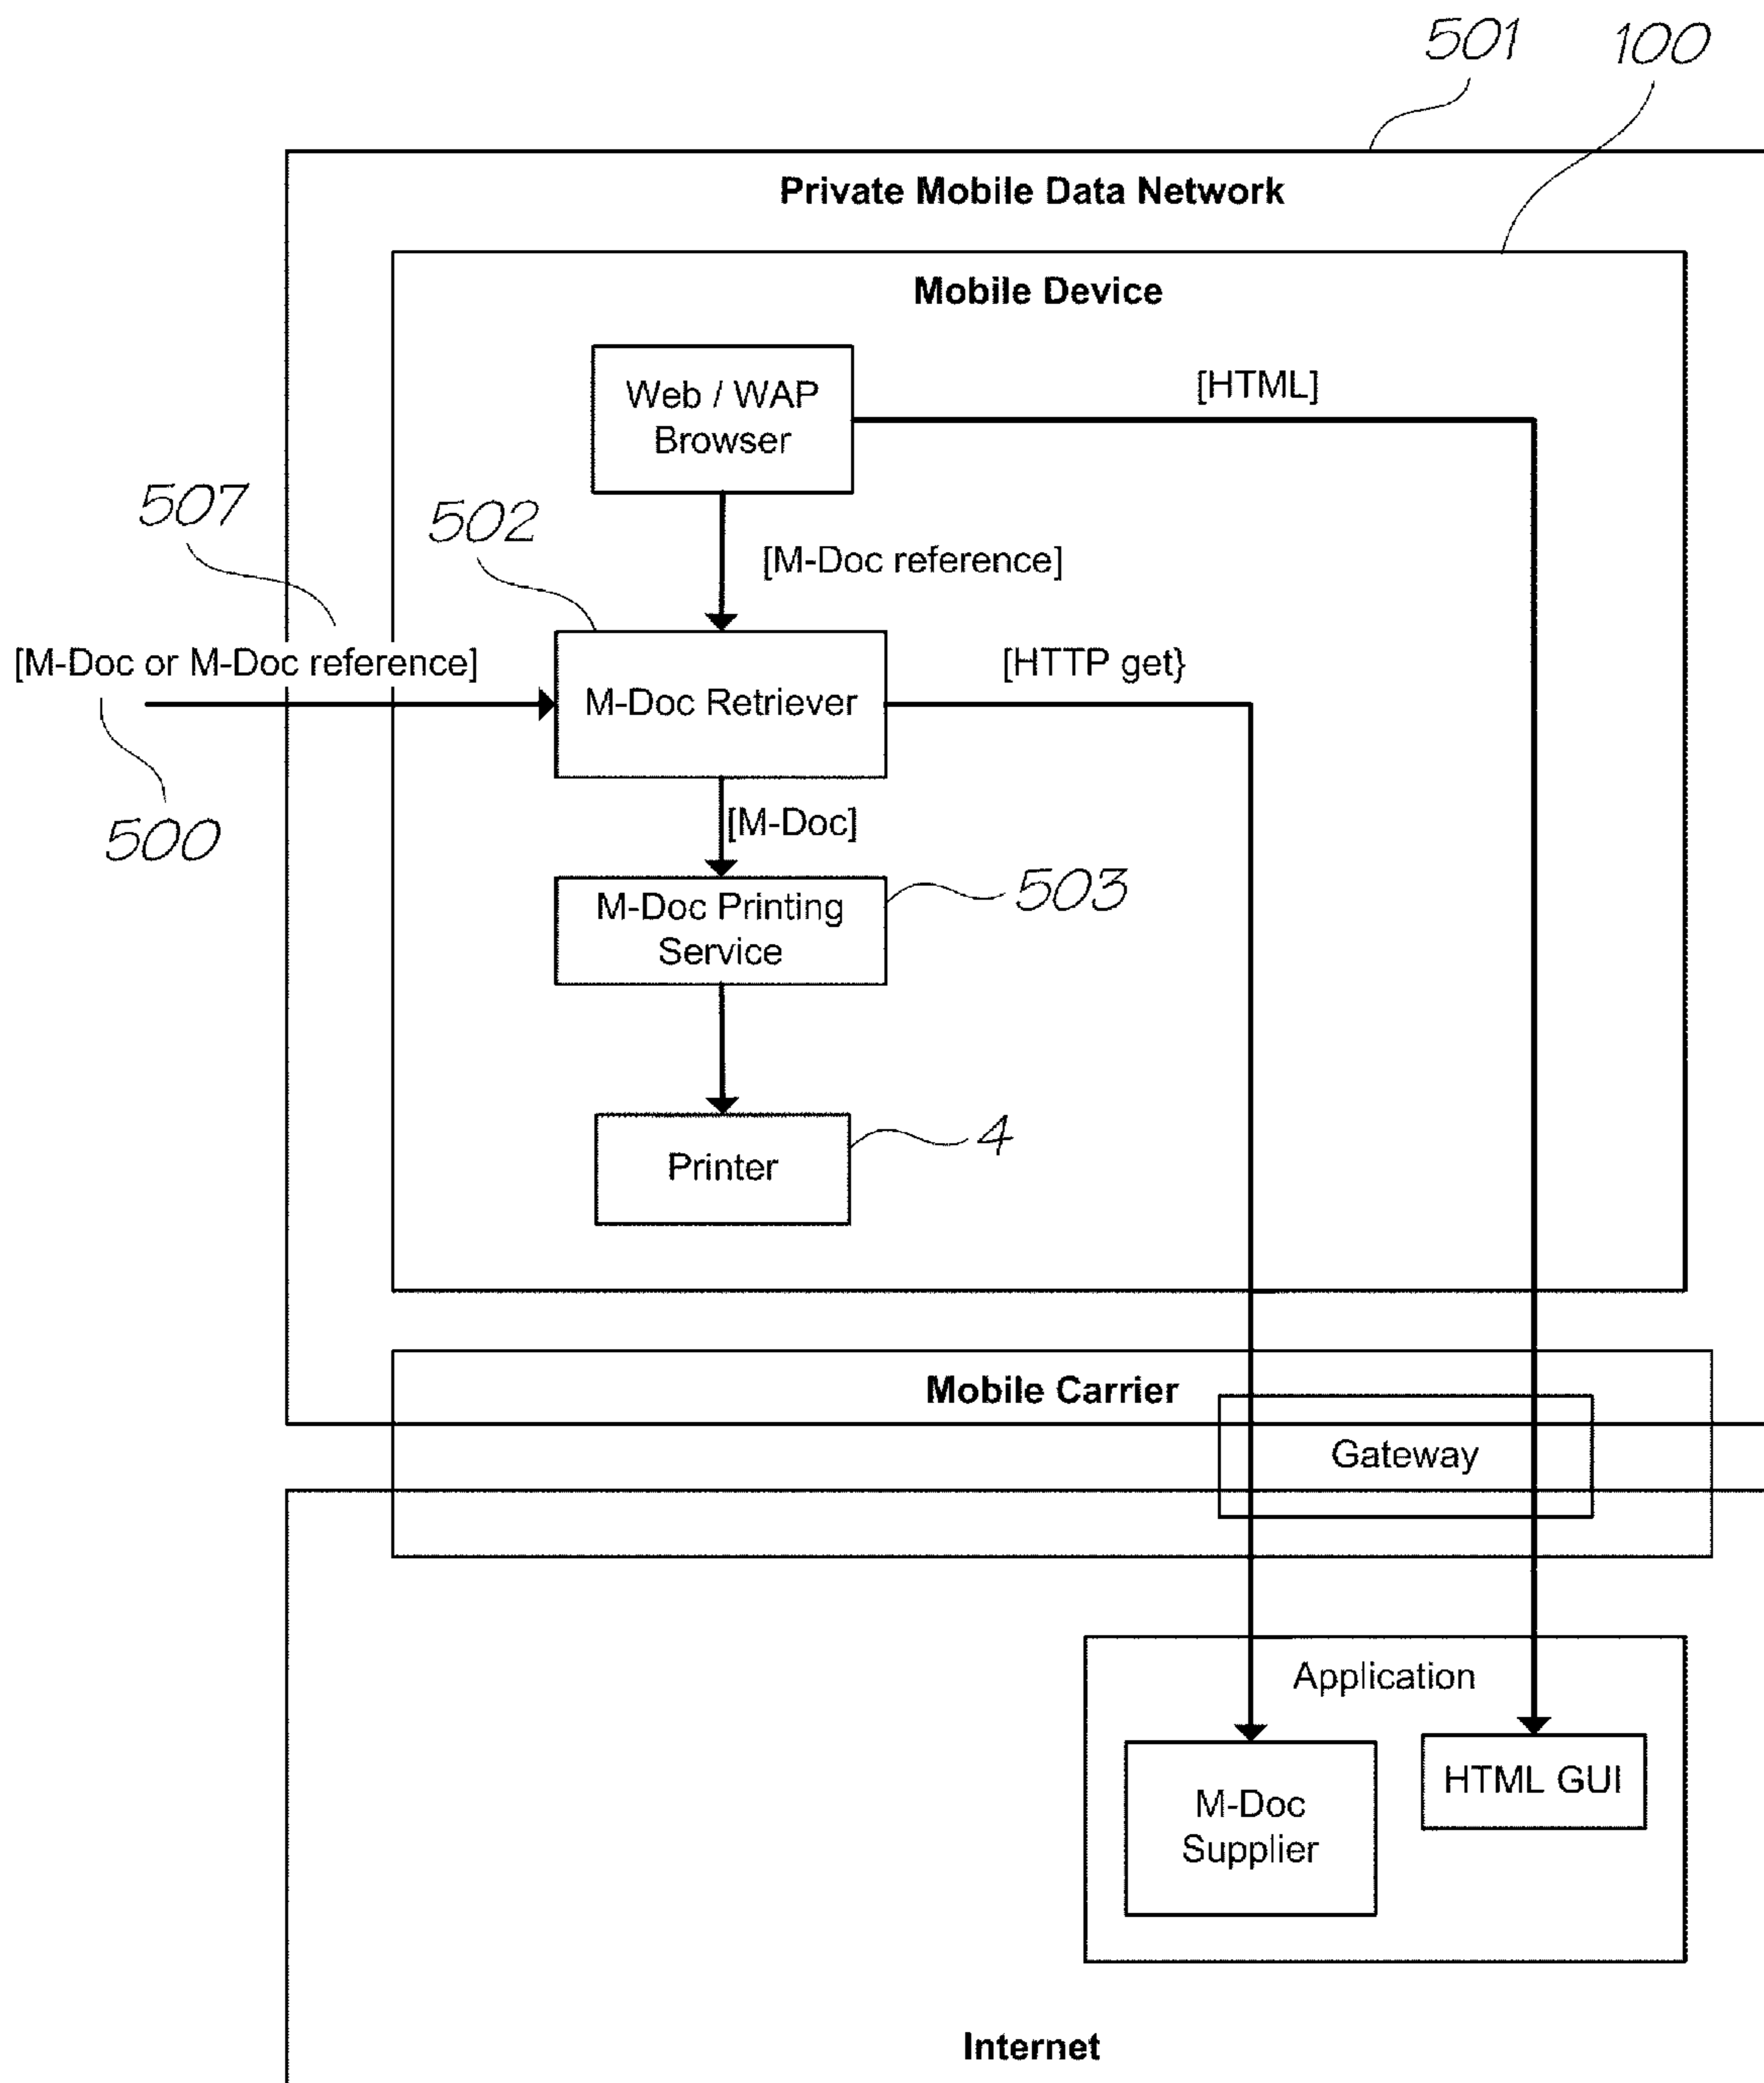 501
100
Private Mobile Data Network
Mobile Device
Web / WAP
Browser
[HTML]
507
502
[M-Doc reference]
[M-Doc or M-Doc reference]
M-Doc Retriever
[HTTP get}
500
[M-Doc]
M-Doc Printing
Service
503
Printer
4
Mobile Carrier
Gateway
Application
M-Doc
Supplier
HTML GUI
Internet